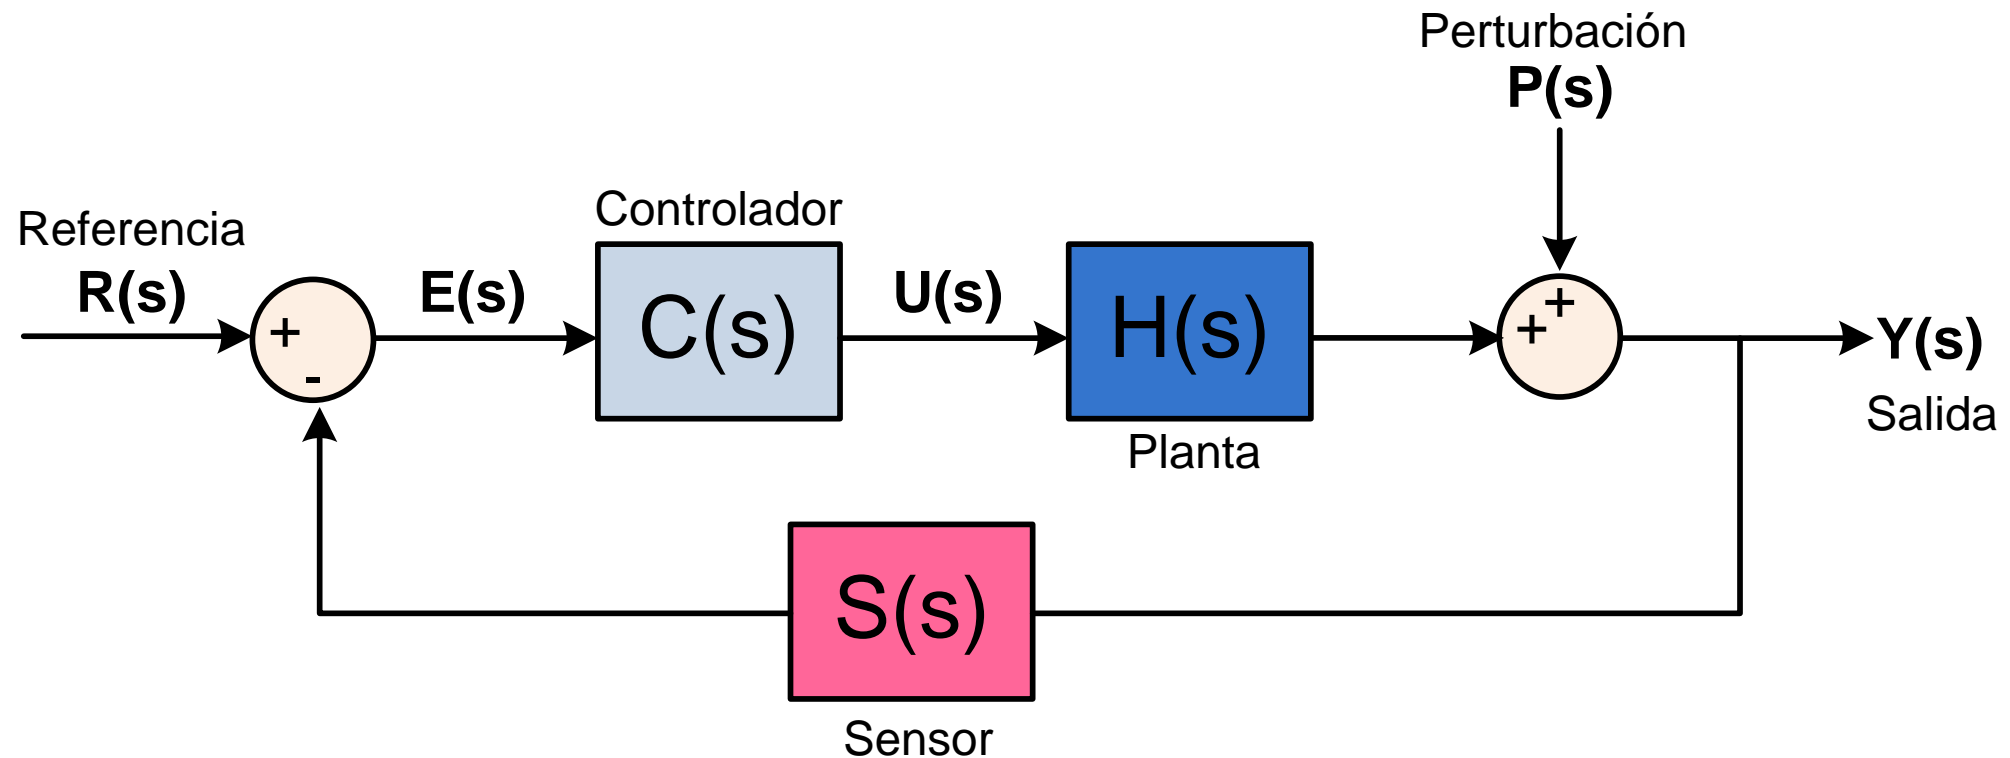 Perturbación
P(s)
Referencia
R(s)
+
-
E(s)
Controlador
C(s)
U(s)
H(s)
Planta
+
+
Y(s)
Salida
S(s)
Sensor